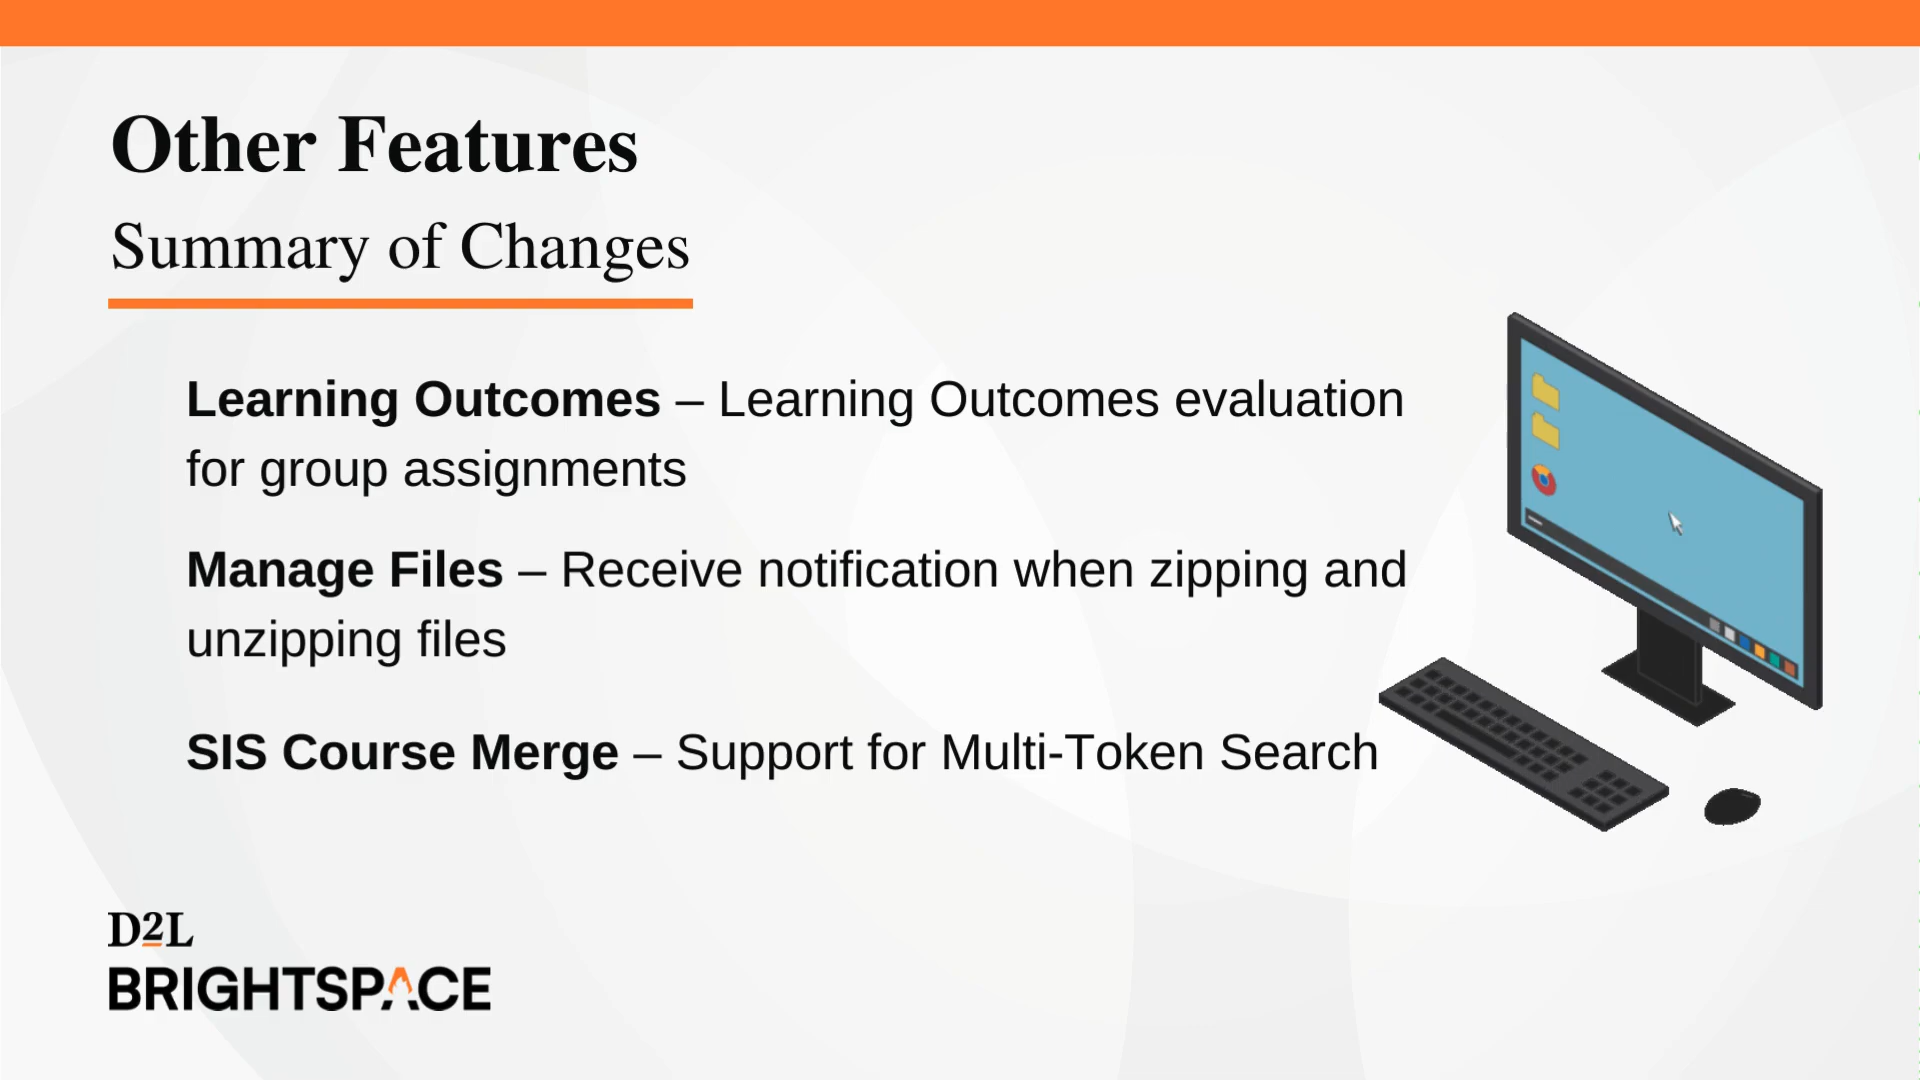 Other Features
Summary of Changes
Learning Outcomes – Learning Outcomes evaluation
for group assignments
Manage Files – Receive notification when zipping and
unzipping files
SIS Course Merge – Support for Multi-Token Search
D2L
BRIGHTSPACE